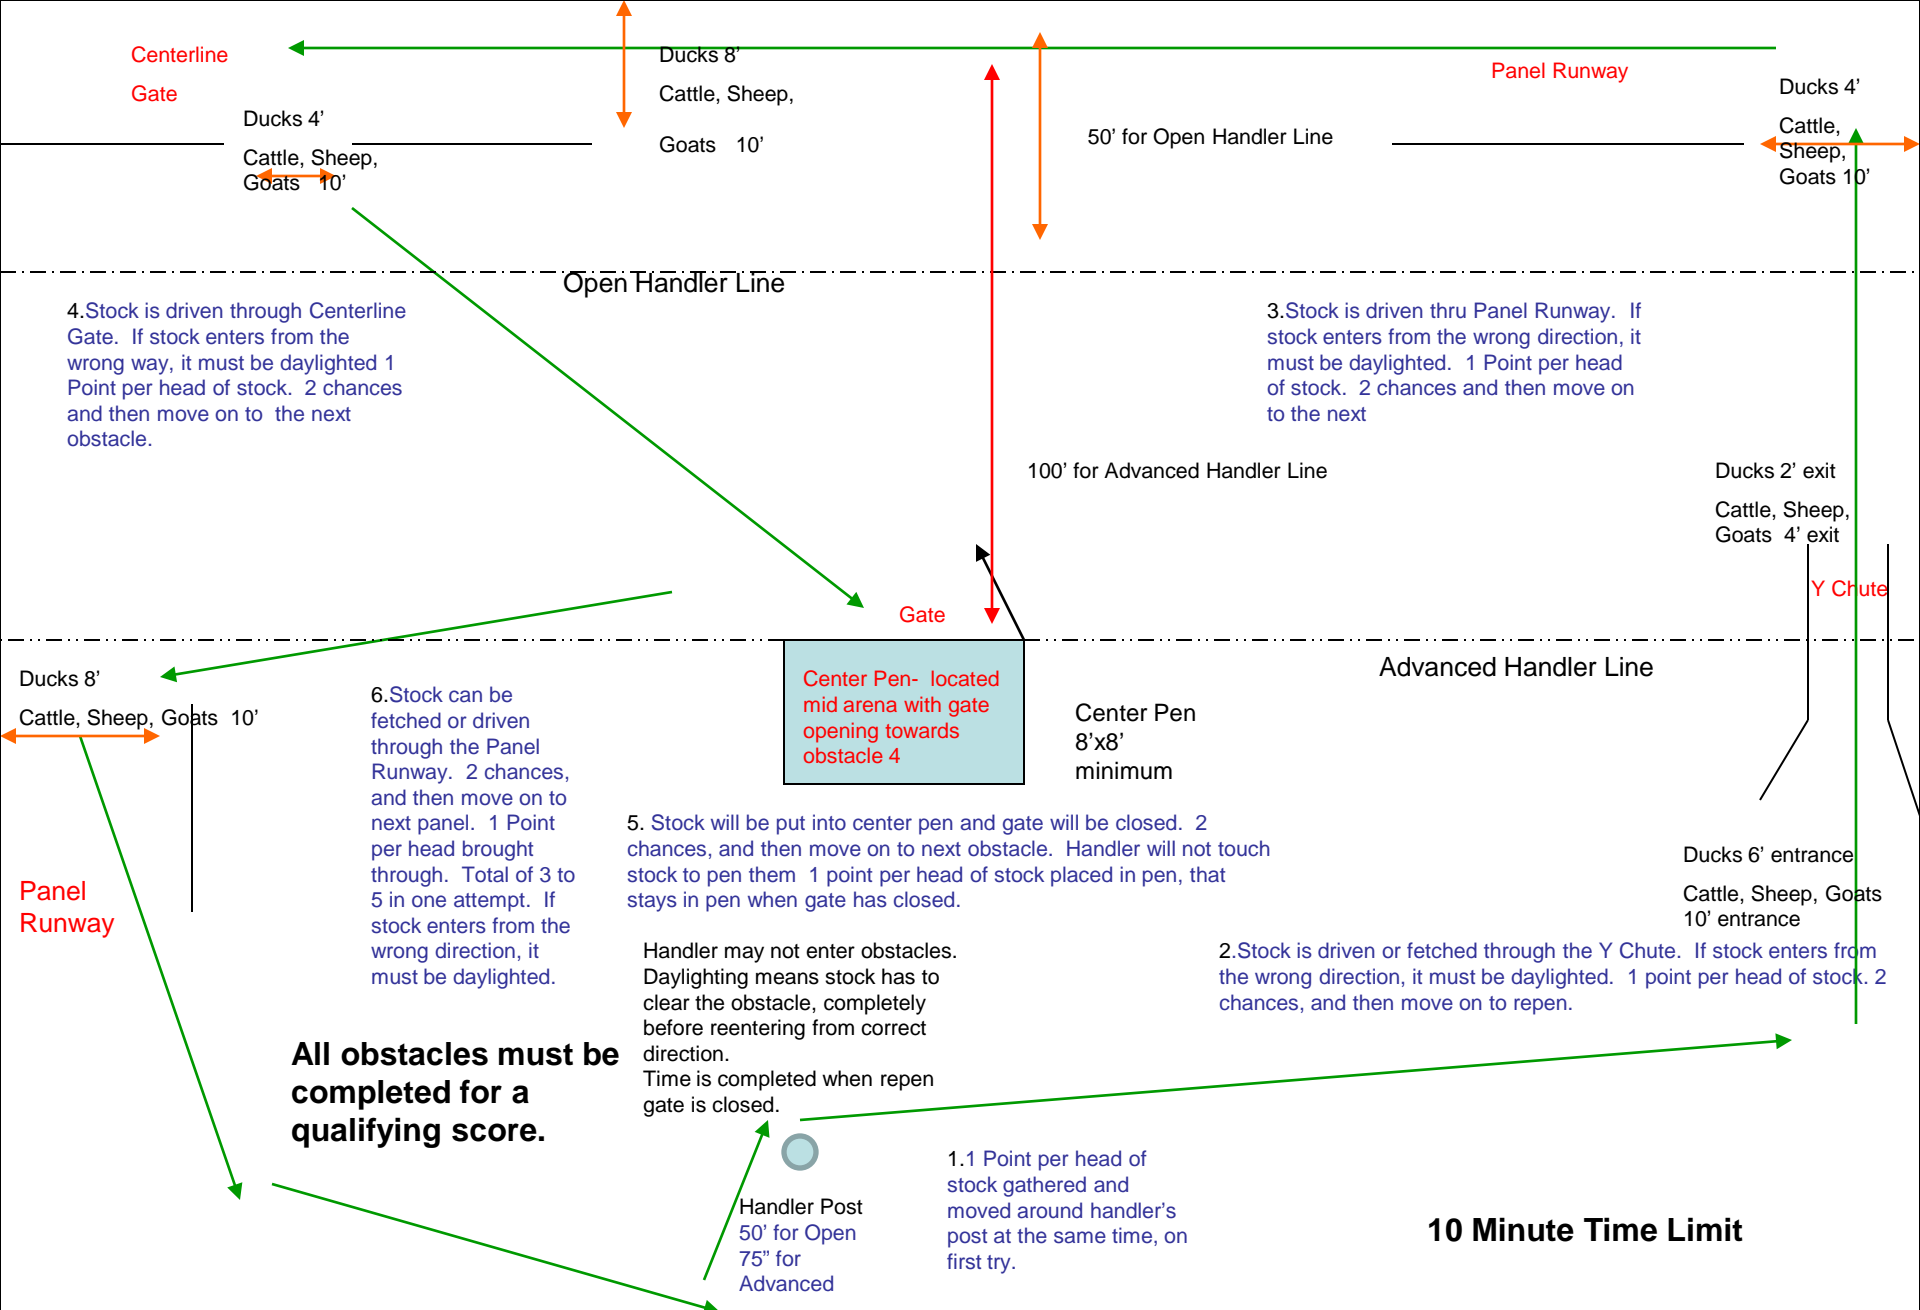 Centerline
Gate
Ducks 4’
Cattle, Sheep,
Goats 10’
Ducks 8’
Cattle, Sheep,
Goats 10’
50’ for Open Handler Line
Panel Runway
Ducks 4’
Cattle,
Sheep,
Goats 10’
Open Handler Line
4.Stock is driven through Centerline
Gate. If stock enters from the
wrong way, it must be daylighted 1
Point per head of stock. 2 chances
and then move on to the next
obstacle.
3.Stock is driven thru Panel Runway. If
stock enters from the wrong direction, it
must be daylighted. 1 Point per head
of stock. 2 chances and then move on
to the next
100’ for Advanced Handler Line
Ducks 2’ exit
Cattle, Sheep,
Goats 4’ exit
Y Chute
Gate
Advanced Handler Line
Ducks 8’
Cattle, Sheep, Goats 10’
Panel
Runway
6.Stock can be
fetched or driven
through the Panel
Runway. 2 chances,
and then move on to
next panel. 1 Point
per head brought
through. Total of 3 to
5 in one attempt. If
stock enters from the
wrong direction, it
must be daylighted.
Center Pen- located
mid arena with gate
opening towards
obstacle 4
Center Pen
8’x8’
minimum
5. Stock will be put into center pen and gate will be closed. 2
chances, and then move on to next obstacle. Handler will not touch
stock to pen them 1 point per head of stock placed in pen, that
stays in pen when gate has closed.
Ducks 6’ entrance
Cattle, Sheep, Goats
10’ entrance
2.Stock is driven or fetched through the Y Chute. If stock enters from
the wrong direction, it must be daylighted. 1 point per head of stock. 2
chances, and then move on to repen.
Handler may not enter obstacles.
Daylighting means stock has to
clear the obstacle, completely
before reentering from correct
direction.
Time is completed when repen
gate is closed.
All obstacles must be
completed for a
qualifying score.
Handler Post
50’ for Open
75” for
Advanced
1.1 Point per head of
stock gathered and
moved around handler’s
post at the same time, on
first try.
10 Minute Time Limit